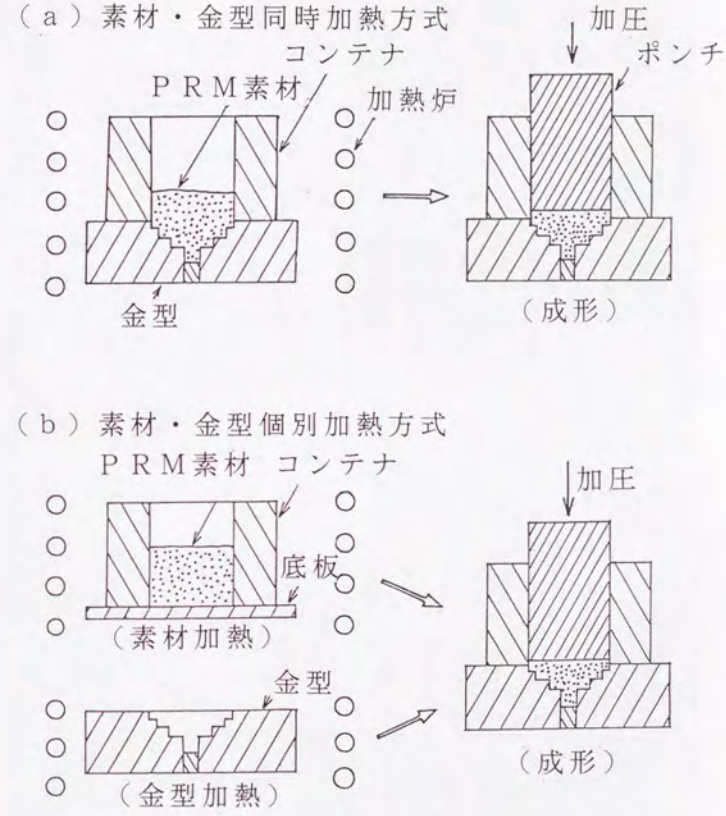 (a) 素材・金型同時加熱方式
コンテナ
PRM素材
加熱炉
金型
加圧
ポンチ
(成形)
(b) 素材・金型個別加熱方式
PRM素材 コンテナ
底板
(素材加熱)
金型
(金型加熱)
加圧
(成形)